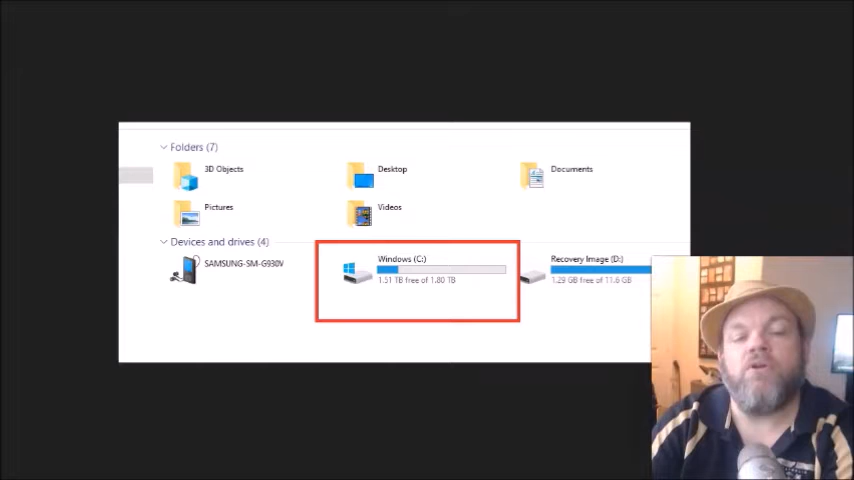 Folders (7)
3D Objects
Desktop
Documents
Pictures
Videos
Devices and drives (4)
SAMSUNG-SM-G930V
Windows (C:)
1.51 TB free of 1.80 TB
Recovery Image (D:)
1.29 GB free of 11.6 GB